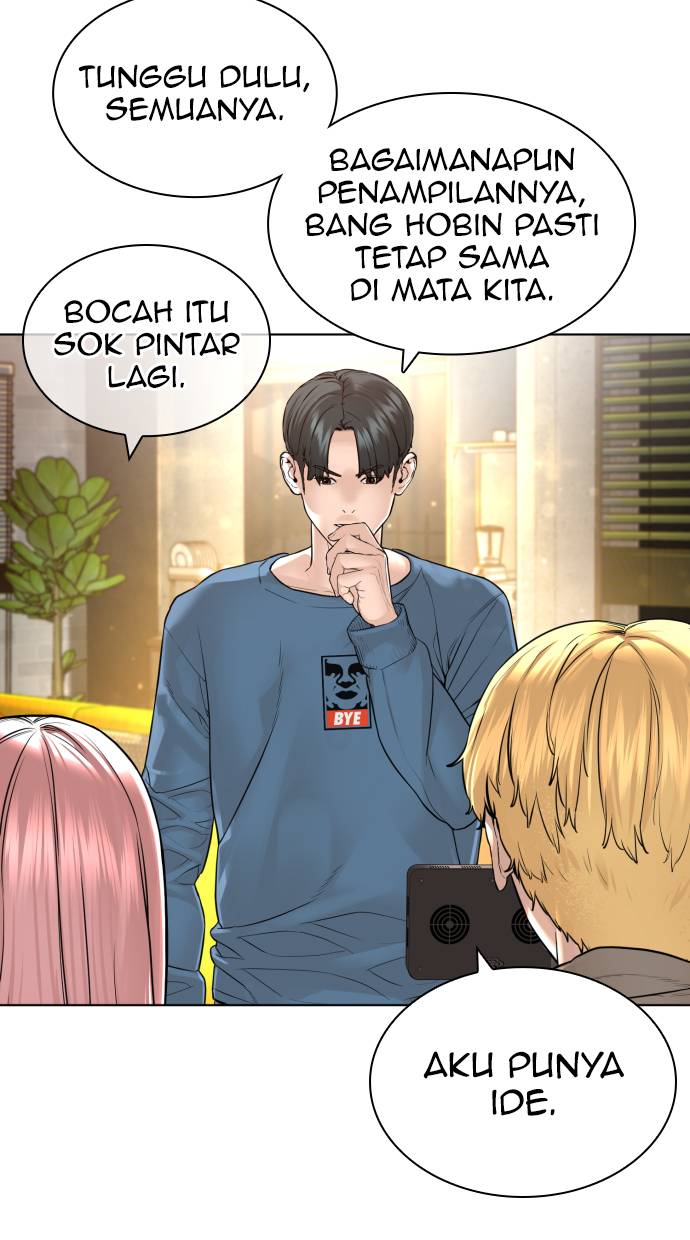 TUNGGU DULU,
SEMUANYA.
BAGAIMANAPUN
PENAMPILANNYA,
BANG HOBIN PASTI
TETAP SAMA
DI MATA KITA.
BOCAH ITU
SOK PINTAR
LAGI.
BYE
AKU PUNYA
IDE.